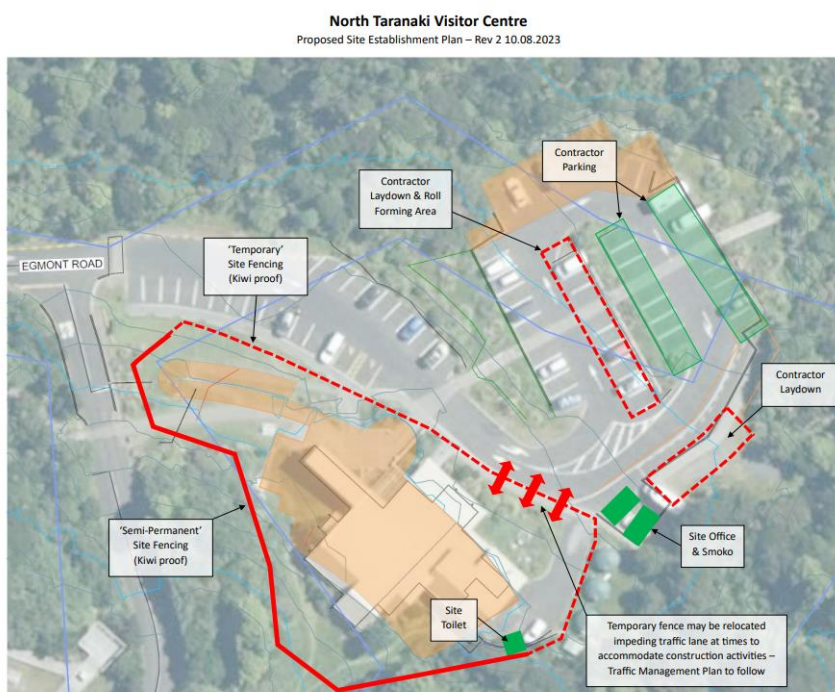 North Taranaki Visitor Centre
Proposed Site Establishment Plan – Rev 2 10.08.2023
Contractor
Parking
Contractor
Laydown & Roll
Forming Area
'Temporary'
Site Fencing
(Kiwi proof)
EGMONT ROAD
Contractor
Laydown
'Semi-Permanent'
Site Fencing
(Kiwi proof)
Site Office
& Smoko
Site
Toilet
Temporary fence may be relocated
impeding traffic lane at times to
accommodate construction activities –
Traffic Management Plan to follow